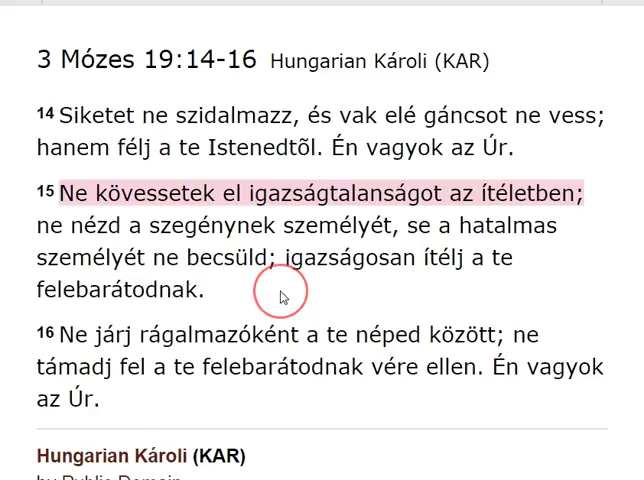 3 Mózes 19:14-16 Hungarian Károli (KAR)
14 Siketet ne szidalmazz, és vak elé gáncsot ne vess;
hanem félj a te Istenedtõl. Én vagyok az Úr.
15 Ne kövessetek el igazságtalanságot az ítéletben;
ne nézd a szegénynek személyét, se a hatalmas
személyét ne becsüld; igazságosan ítélj a te
felebarátodnak.
16 Ne járj rágalmazóként a te néped között; ne
támadj fel a te felebarátodnak vére ellen. Én vagyok
az Úr.
Hungarian Károli (KAR)
by Public Domain